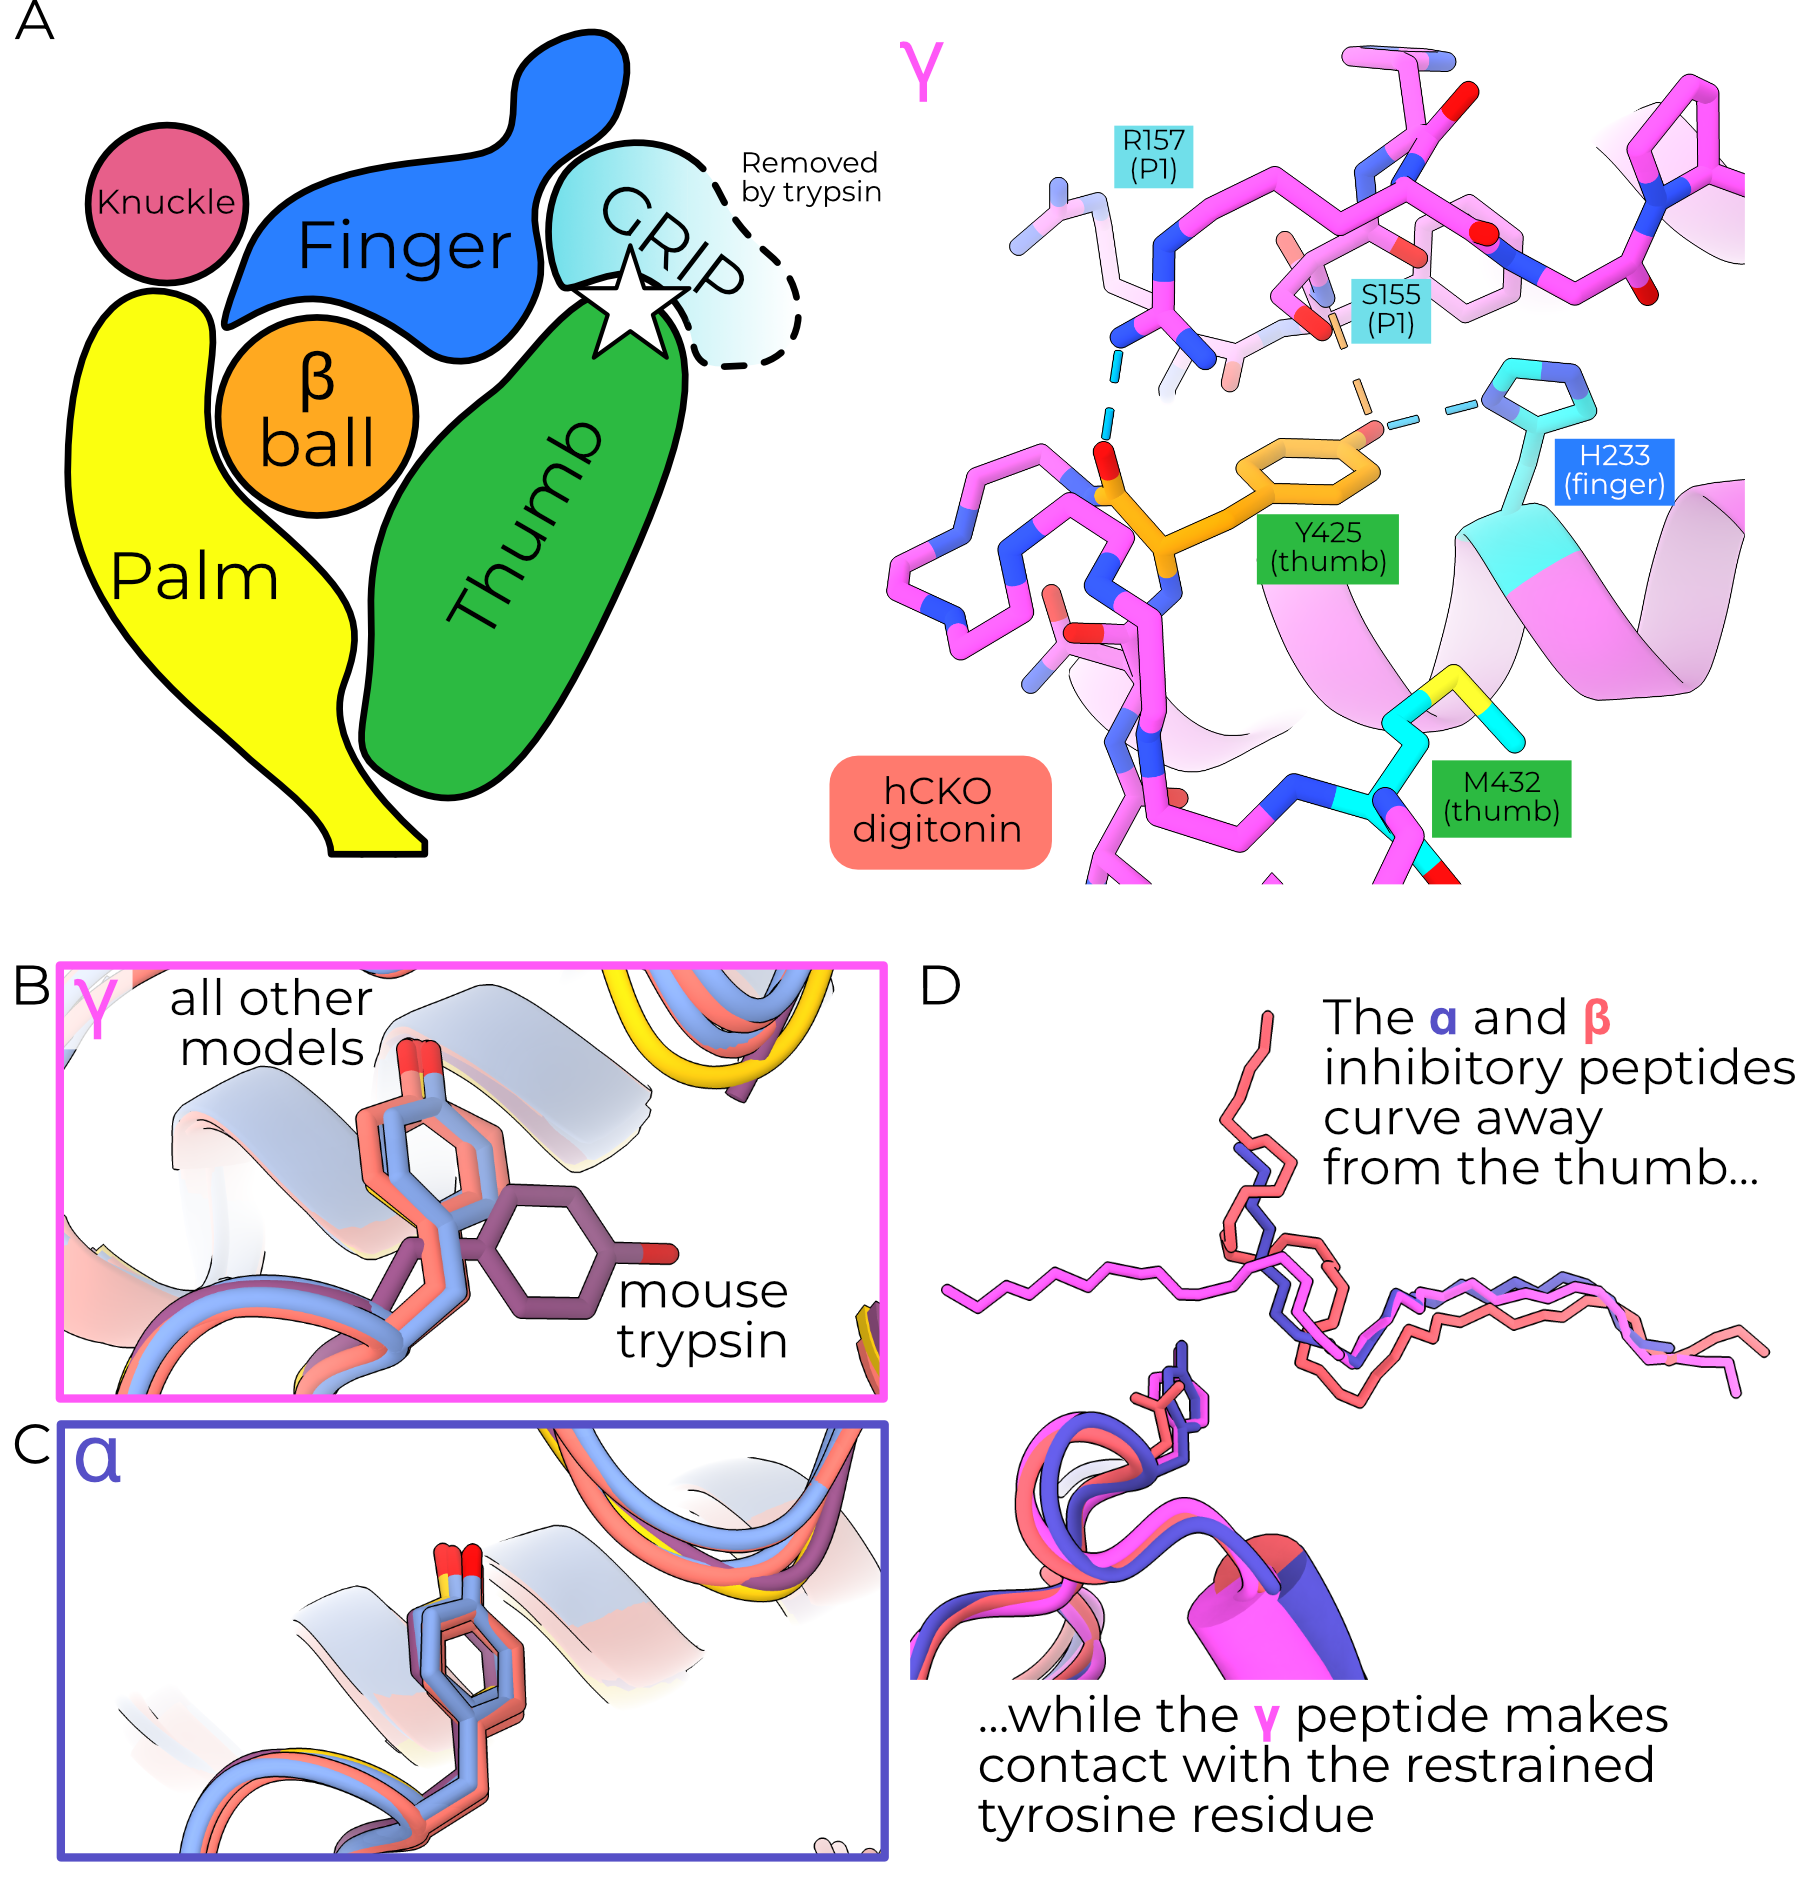 A
Knuckle
Finger
GRIP
Removed
by trypsin
β
ball
Palm
Thumb
γ
R157
(P1)
S155
(P1)
H233
(finger)
Y425
(thumb)
M432
(thumb)
hCKO
digitonin
B
γ
all other
models
mouse
trypsin
C
α
D
The α and β
inhibitory peptides
curve away
from the thumb...
...while the γ peptide makes
contact with the restrained
tyrosine residue